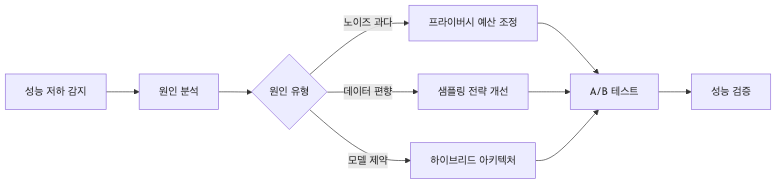 노이즈 과다
프라이버시 예산 조정
성능 저하 감지
원인 분석
원인 유형
데이터 편향
샘플링 전략 개선
A/B 테스트
성능 검증
모델 제약
하이브리드 아키텍처